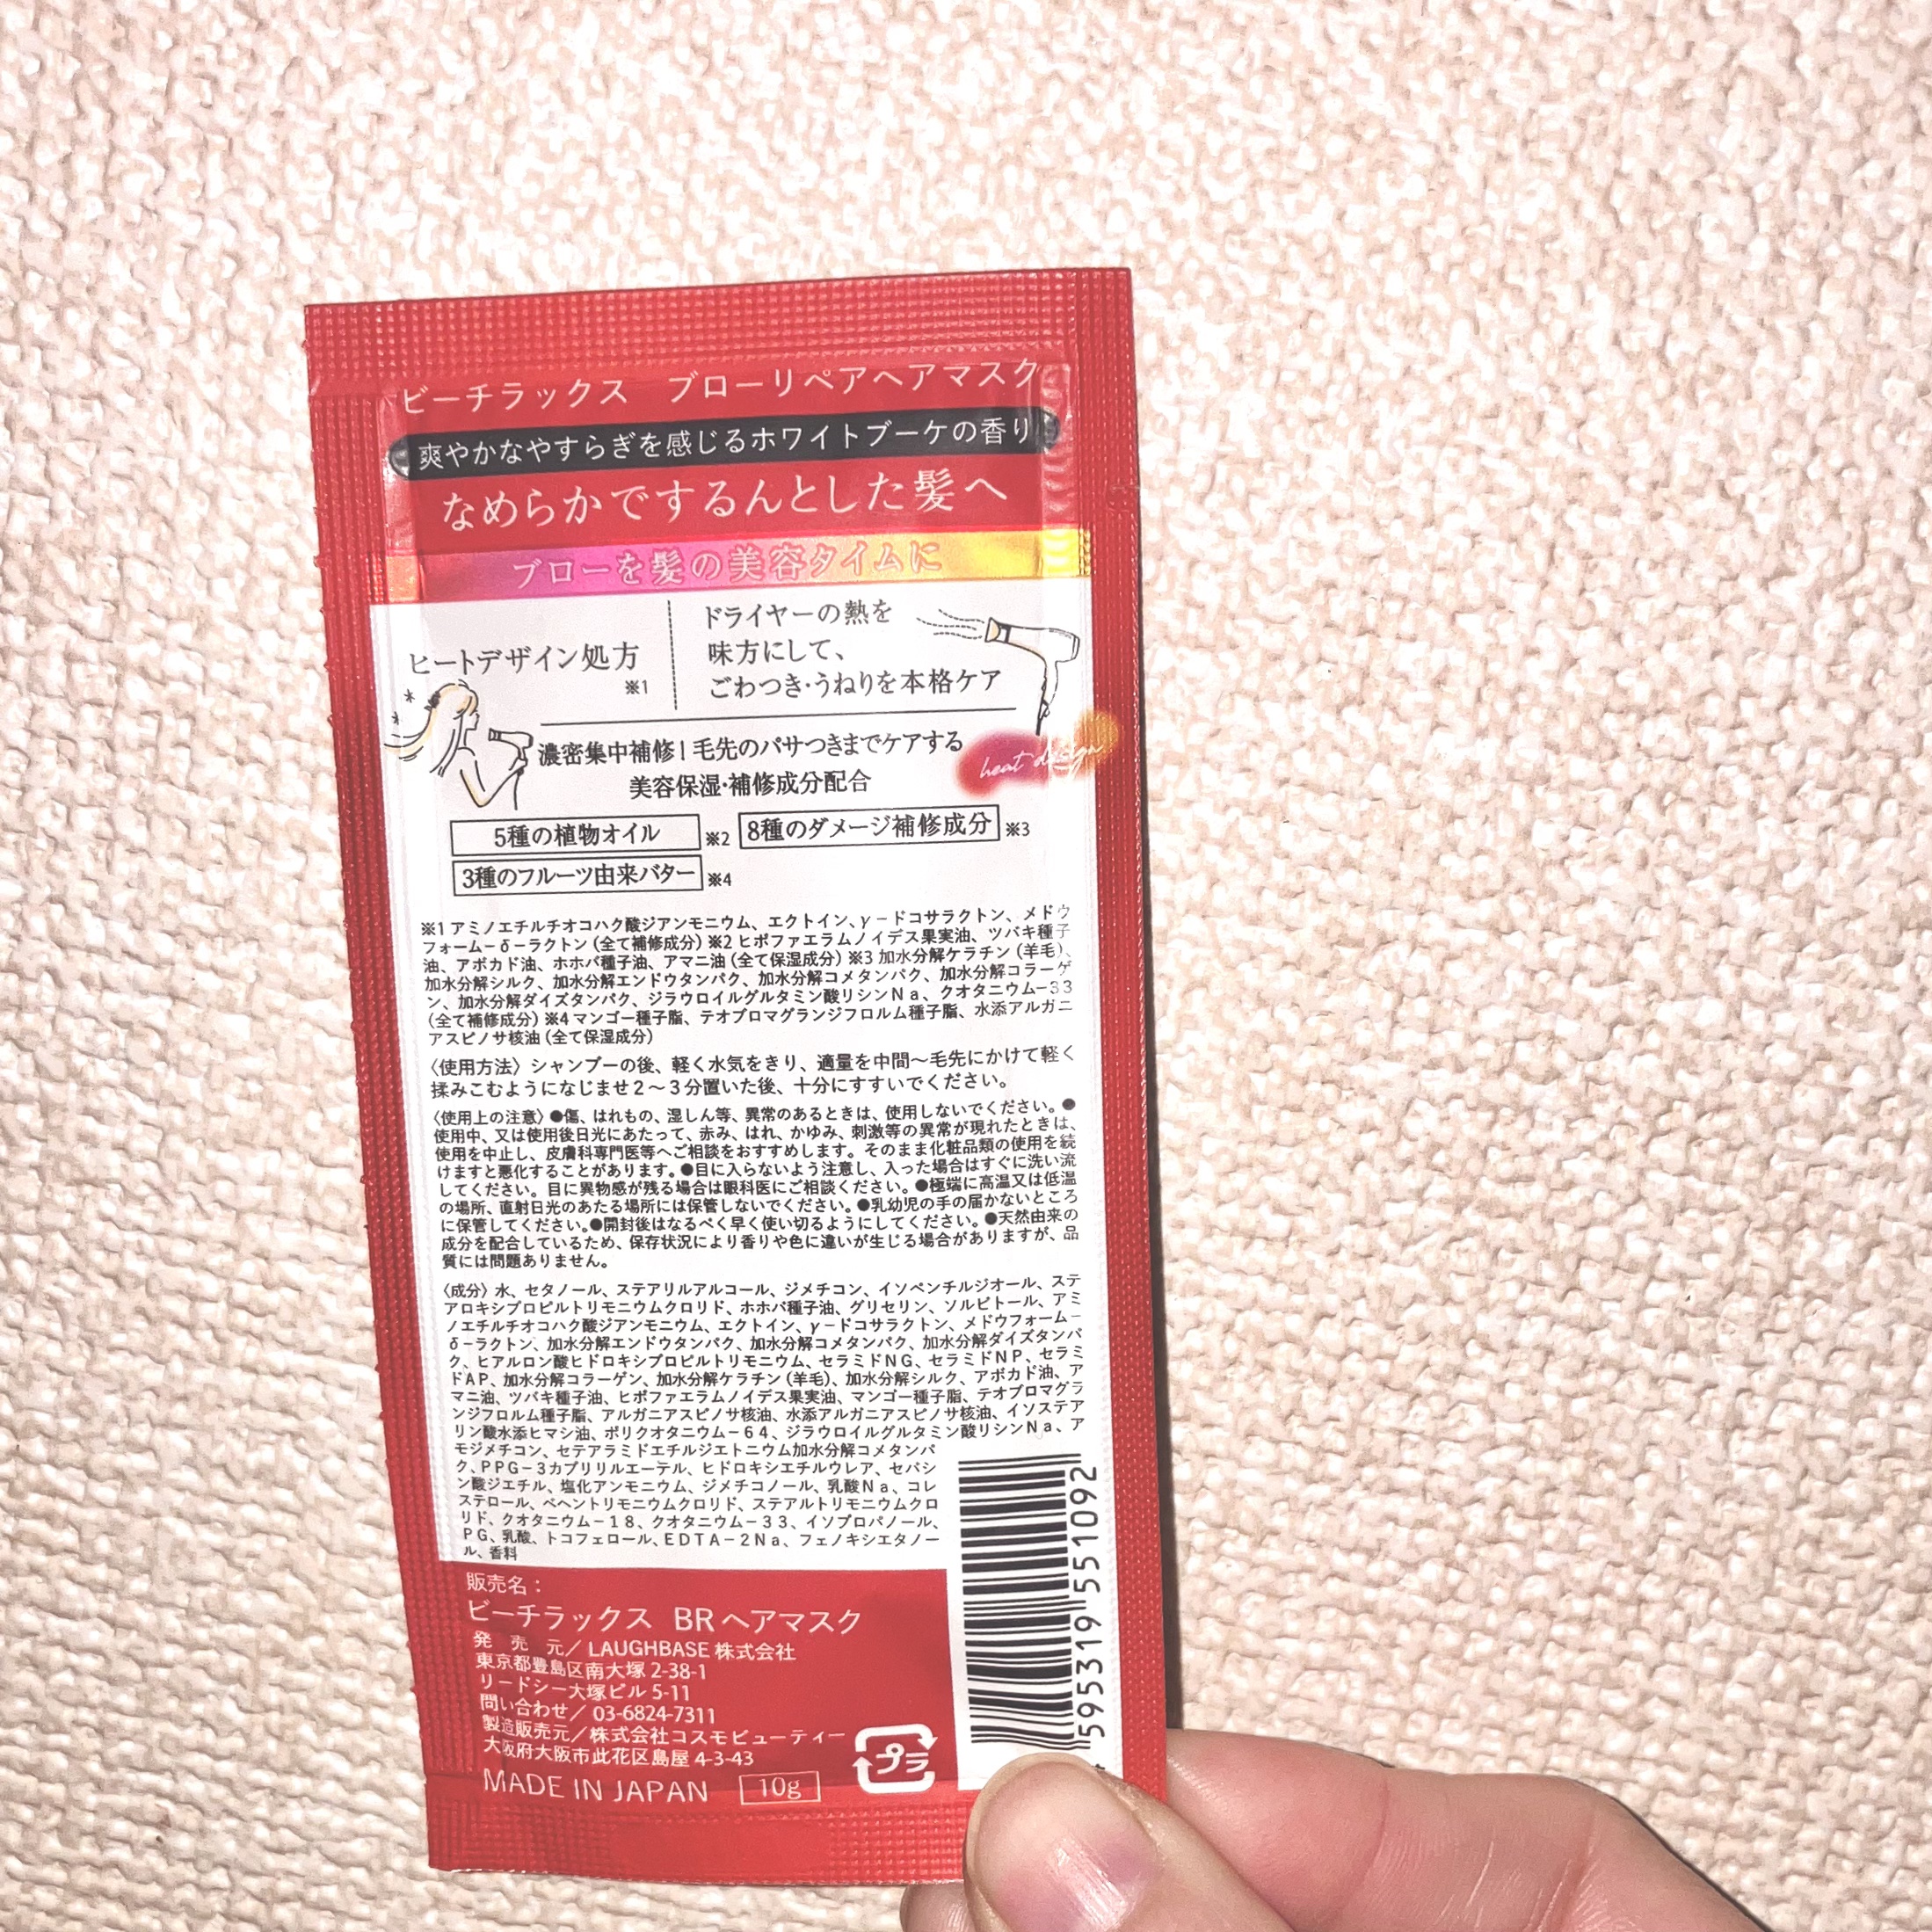 ビーチラックス　ブローリペアヘアマスク
爽やかなやすらぎを感じるホワイトブーケの香り
なめらかでするんとした髪へ
ブローを髪の美容タイムに
ヒートデザイン処方
※1
ドライヤーの熱を
味方にして、
ごわつき・うねりを本格ケア
濃密集中補修！毛先のパサつきまでケアする
美容保湿・補修成分配合
heat design
5種の植物オイル ※2 8種のダメージ補修成分 ※3
3種のフルーツ由来バター ※4
※1 アミノエチルチオコハク酸ジアンモニウム、エクトイン、γ－ドコサラクトン、メドウ
フォーム－δ－ラクトン（全て補修成分）※2 ヒポファエラムノイデス果実油、ツバキ種子
油、アボカド油、ホホバ種子油、アマニ油（全て保湿成分）※3 加水分解ケラチン（羊毛）、
加水分解シルク、加水分解エンドウタンパク、加水分解コメタンパク、加水分解コラーゲ
ン、加水分解ダイズタンパク、ジラウロイルグルタミン酸リシンＮａ、クオタニウム－３３
（全て補修成分）※4 マンゴー種子脂、テオブロマグランジフロルム種子脂、水添アルガニ
アスピノサ核油（全て保湿成分）
〈使用方法〉シャンプーの後、軽く水気をきり、適量を中間～毛先にかけて軽く
揉みこむようになじませ２～３分置いた後、十分にすすいでください。
〈使用上の注意〉●傷、はれもの、湿しん等、異常のあるときは、使用しないでください。●
使用中、又は使用後日光にあたって、赤み、はれ、かゆみ、刺激等の異常が現れたときは、
使用を中止し、皮膚科専門医等へご相談をおすすめします。そのまま化粧品類の使用を続
けますと悪化することがあります。●目に入らないよう注意し、入った場合はすぐに洗い流
してください。目に異物感が残る場合は眼科医にご相談ください。●極端に高温又は低温
の場所、直射日光のあたる場所には保管しないでください。●乳幼児の手の届かないところ
に保管してください。●開封後はなるべく早く使い切るようにしてください。●天然由来の
成分を配合しているため、保存状況により香りや色に違いが生じる場合がありますが、品
質には問題ありません。
〈成分〉水、セタノール、ステアリルアルコール、ジメチコン、イソペンチルジオール、ステ
アロキシプロピルトリモニウムクロリド、ホホバ種子油、グリセリン、ソルビトール、アミ
ノエチルチオコハク酸ジアンモニウム、エクトイン、γ－ドコサラクトン、メドウフォーム－
δ－ラクトン、加水分解エンドウタンパク、加水分解コメタンパク、加水分解ダイズタンパ
ク、ヒアルロン酸ヒドロキシプロピルトリモニウム、セラミドＮＧ、セラミドＮＰ、セラミ
ドAP、加水分解コラーゲン、加水分解ケラチン（羊毛）、加水分解シルク、アボカド油、ア
マニ油、ツバキ種子油、ヒポファエラムノイデス果実油、マンゴー種子脂、テオブロマグラ
ンジフロルム種子脂、アルガニアスピノサ核油、水添アルガニアスピノサ核油、イソステア
リン酸水添ヒマシ油、ポリクオタニウム－６４、ジラウロイルグルタミン酸リシンＮａ、ア
モジメチコン、セテアラミドエチルジエトニウム加水分解コメタンパ
ク、ＰＰＧ－３カプリリルエーテル、ヒドロキシエチルウレア、セバシ
ン酸ジエチル、塩化アンモニウム、ジメチコノール、乳酸Ｎａ、コレ
ステロール、ベヘントリモニウムクロリド、ステアルトリモニウムクロ
リド、クオタニウム－１８、クオタニウム－３３、イソプロパノール、
ＰＧ、乳酸、トコフェロール、ＥＤＴＡ－２Ｎａ、フェノキシエタノー
ル、香料
販売名：
ビーチラックス BR ヘアマスク
発　売　元／ LAUGHBASE 株式会社
東京都豊島区南大塚 2-38-1
リードシー大塚ビル 5-11
問い合わせ／ 03-6824-7311
製造販売元／株式会社コスモビューティー
大阪府大阪市此花区島屋 4-3-43
MADE IN JAPAN 10g
プラ
595319 551092